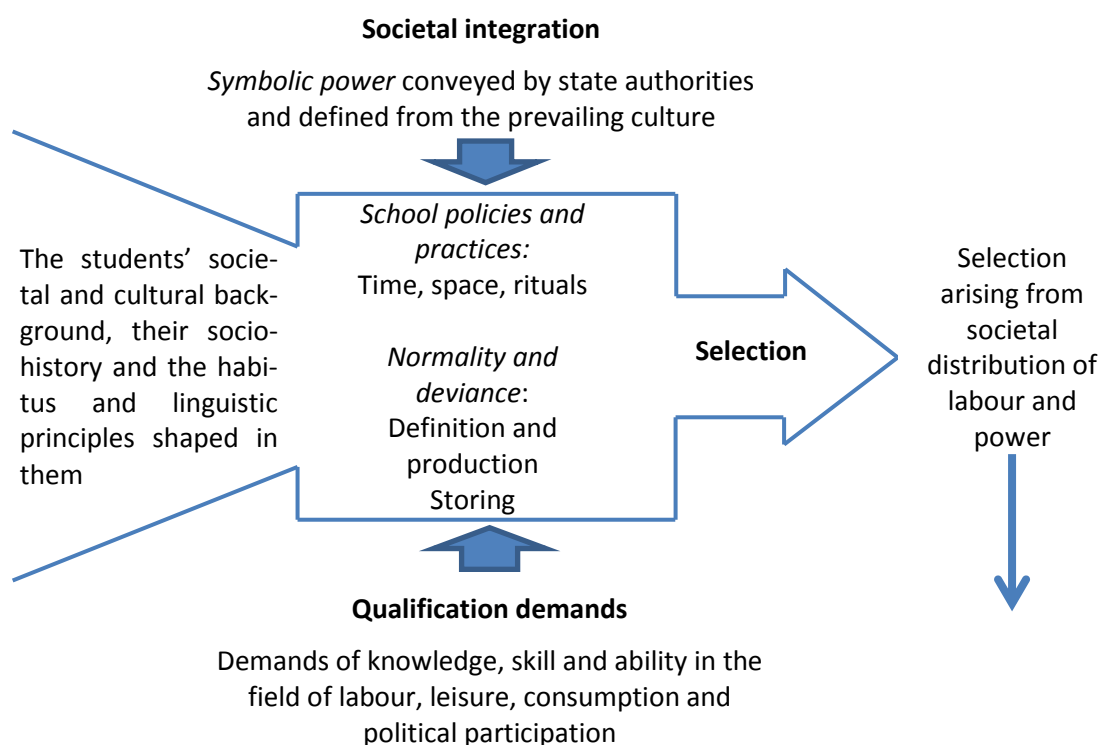 Societal integration
Symbolic power conveyed by state authorities
and defined from the prevailing culture
The students’ socie-
tal and cultural back-
ground, their socio-
history and the habi-
tus and linguistic
principles shaped in
them
School policies and
practices:
Time, space, rituals
Normality and
deviance:
Definition and
production
Storing
Selection
Selection
arising from
societal
distribution of
labour and
power
Qualification demands
Demands of knowledge, skill and ability in the
field of labour, leisure, consumption and
political participation